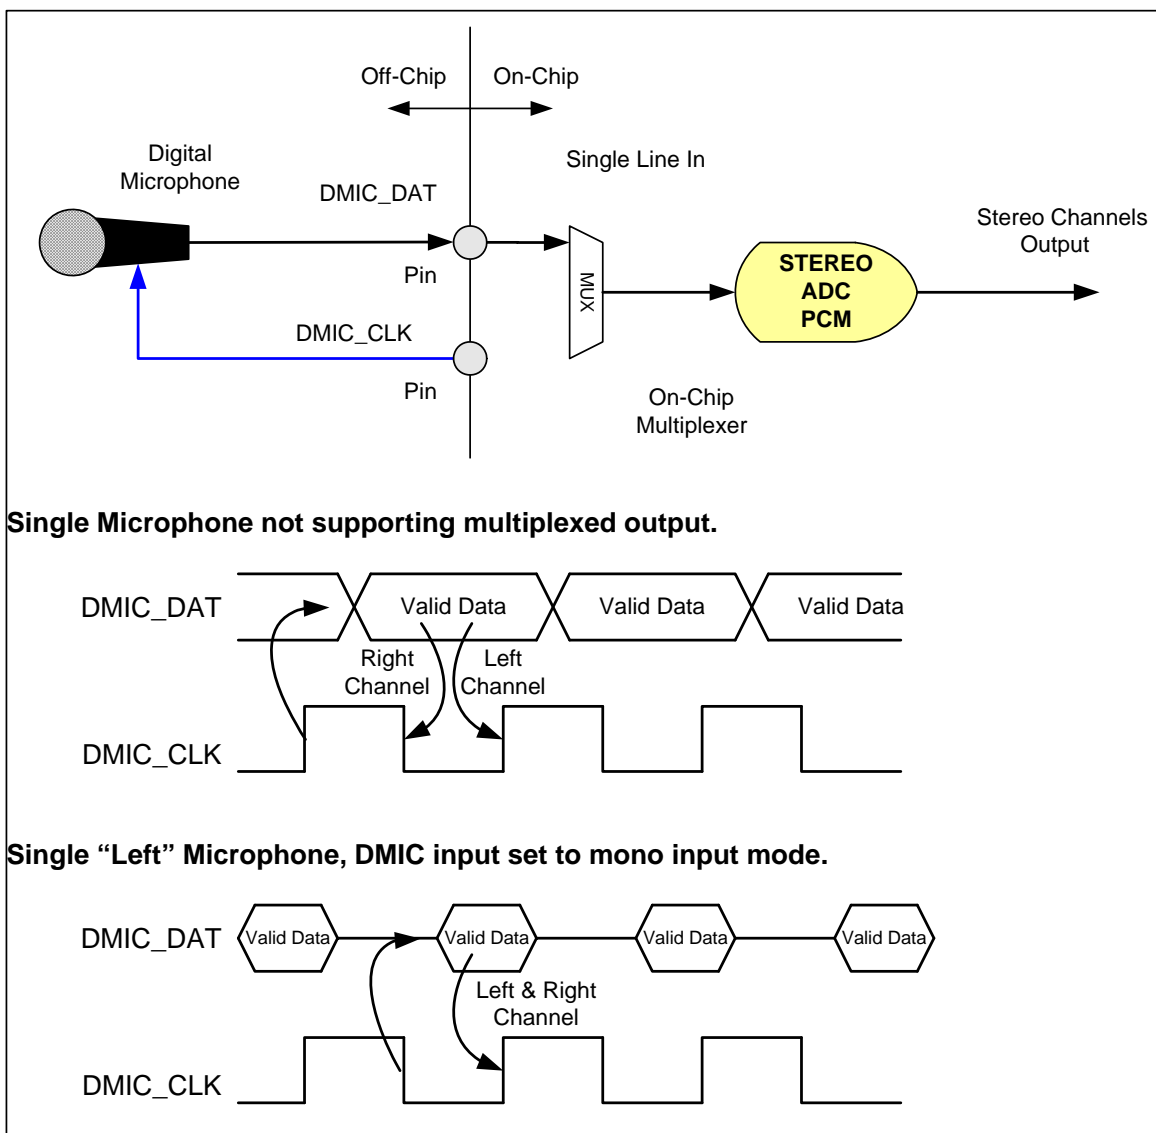 Off-Chip
On-Chip
Digital
Microphone
Single Line In
DMIC_DAT
Stereo Channels
Output
Pin
MUX
STEREO
ADC
PCM
DMIC_CLK
Pin
On-Chip
Multiplexer
Single Microphone not supporting multiplexed output.
DMIC_DAT
Valid Data
Valid Data
Valid Data
Right
Channel
Left
Channel
DMIC_CLK
Single “Left” Microphone, DMIC input set to mono input mode.
DMIC_DAT
Valid Data
Valid Data
Valid Data
Valid Data
Left & Right
Channel
DMIC_CLK